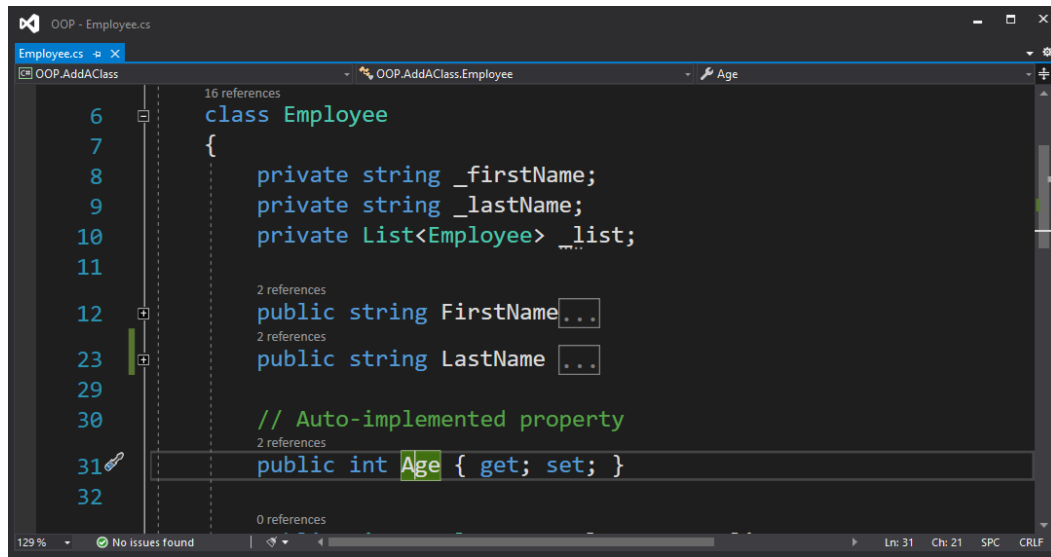 OOP - Employee.cs
Employee.cs
OOP.AddAClass OOP.AddAClass.Employee Age
16 references
6 class Employee
7 {
8 private string _firstName;
9 private string _lastName;
10 private List<Employee> _list;
11
2 references
12 public string FirstName...
2 references
23 public string LastName ...
29
30 // Auto-implemented property
2 references
31 public int Age { get; set; }
32
0 references
129 % No issues found Ln: 31 Ch: 21 SPC CRLF